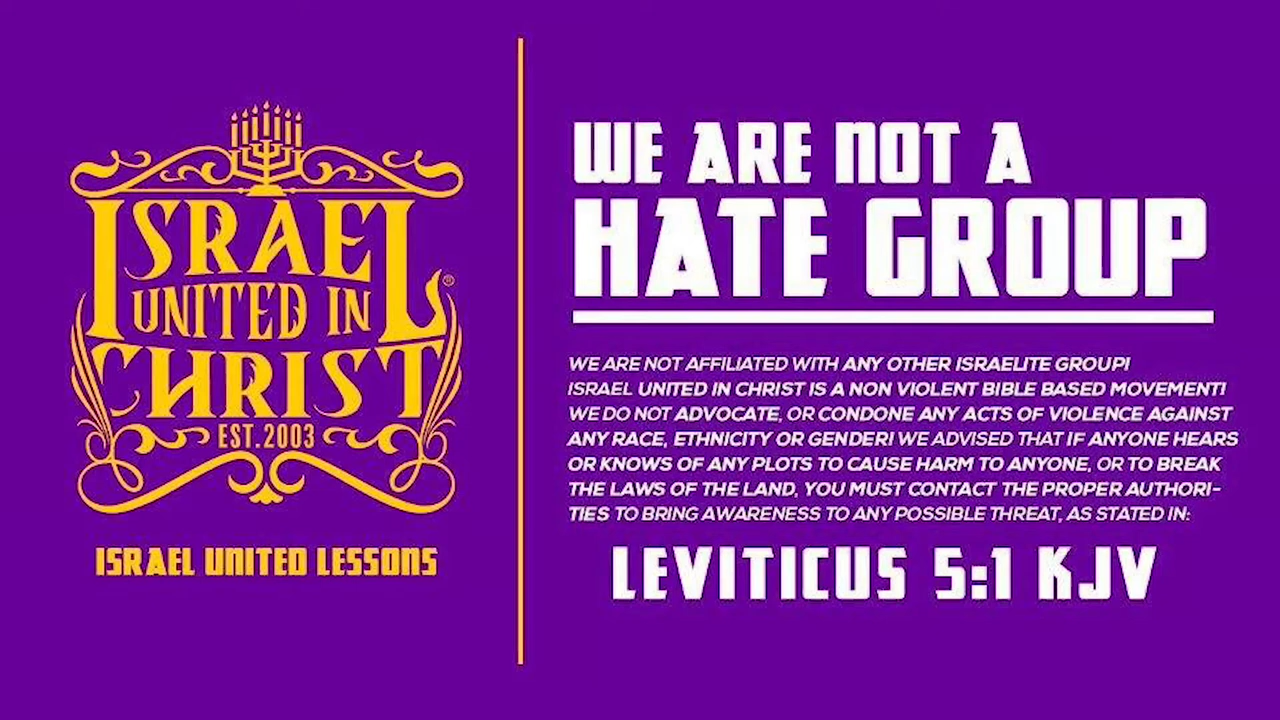 ISRAEL
UNITED IN
CHRIST
EST.2003
ISRAEL UNITED LESSONS
WE ARE NOT A
HATE GROUP
WE ARE NOT AFFILIATED WITH ANY OTHER ISRAELITE GROUP!
ISRAEL UNITED IN CHRIST IS A NON VIOLENT BIBLE BASED MOVEMENT!
WE DO NOT ADVOCATE, OR CONDONE ANY ACTS OF VIOLENCE AGAINST
ANY RACE, ETHNICITY OR GENDER! WE ADVISED THAT IF ANYONE HEARS
OR KNOWS OF ANY PLOTS TO CAUSE HARM TO ANYONE, OR TO BREAK
THE LAWS OF THE LAND, YOU MUST CONTACT THE PROPER AUTHORI-
TIES TO BRING AWARENESS TO ANY POSSIBLE THREAT, AS STATED IN:
LEVITICUS 5:1 KJV